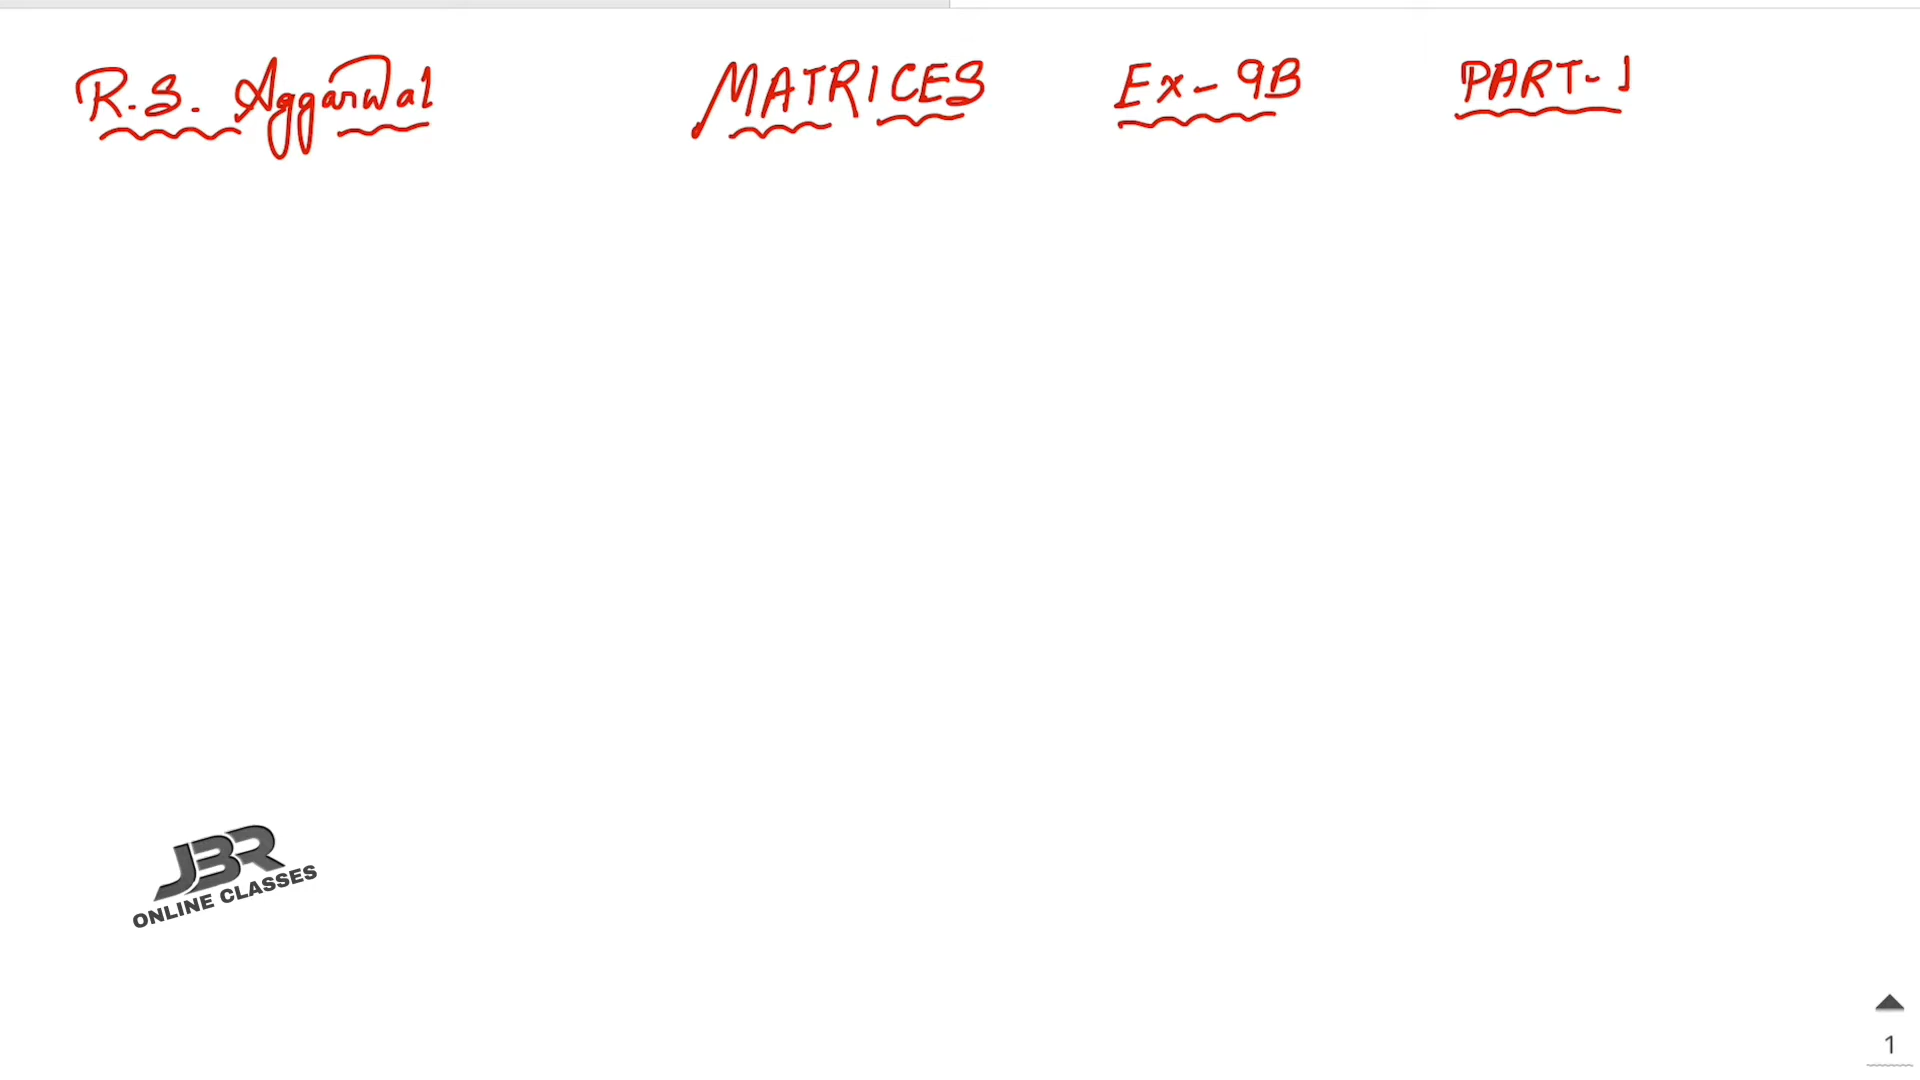 R.S. Aggarwal MATRICES Ex-9B PART-1
JBR
ONLINE CLASSES
1